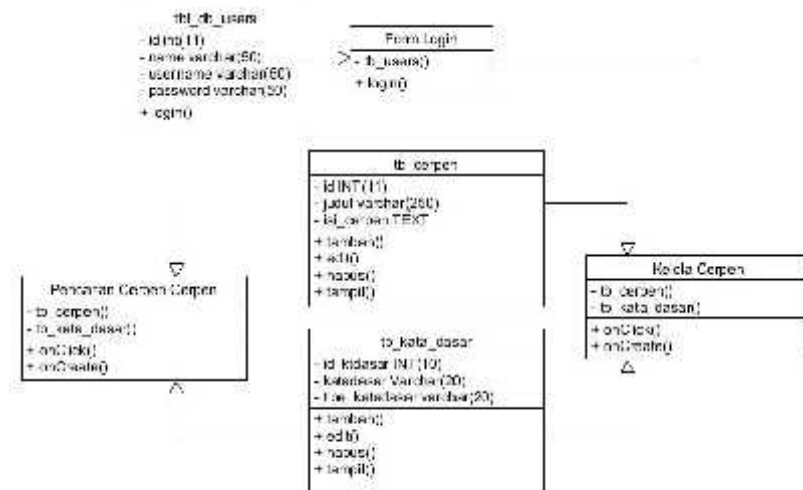 tbl_db_users
- id int(11)
- name varchar(50)
- username varchar(50)
- password varchar(50)
+ login()
Form Login
- tb_users()
+ login()
tb_cerpen
- id INT(11)
- judul varchar(250)
- isi_cerpen TEXT
+ tambah()
+ edit()
+ hapus()
+ tampil()
Pencarian Cerpen Cerpen
- tb_cerpen()
- tb_kata_dasar()
+ onClick()
+ onCreate()
Kelola Cerpen
- tb_cerpen()
- tb_kata_dasar()
+ onClick()
+ onCreate()
tb_kata_dasar
- id_ktdasar INT(10)
- katadasar Varchar(20)
- tipe_katadasar varchar(20)
+ tambah()
+ edit()
+ hapus()
+ tampil()